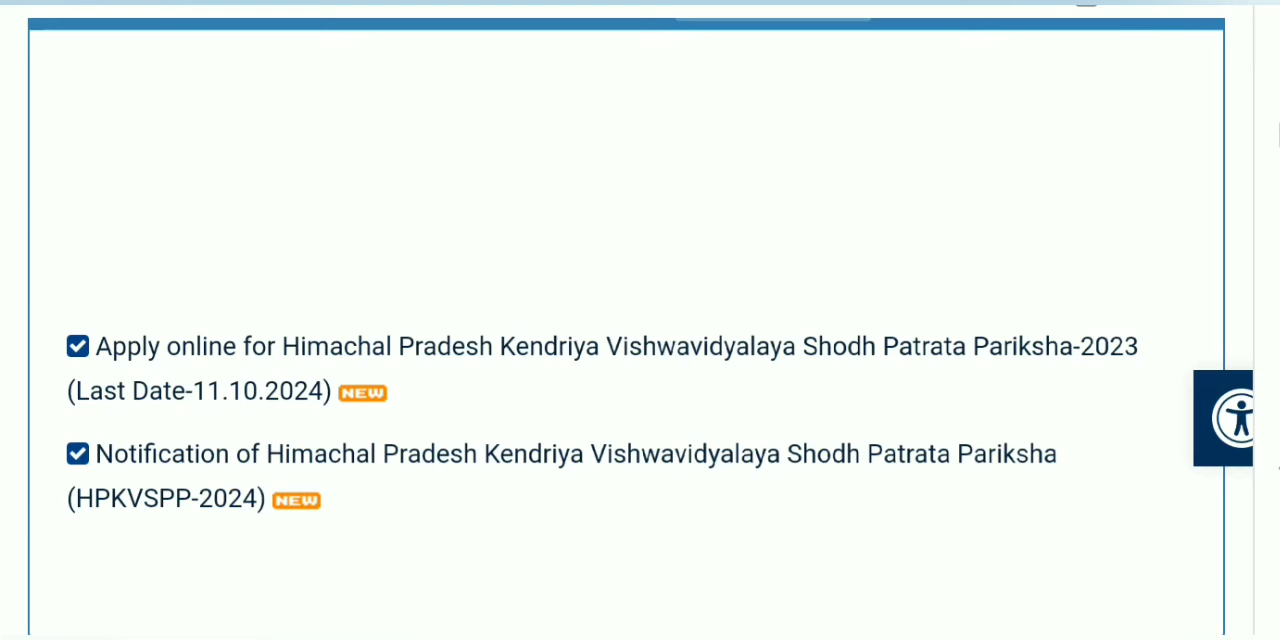 Apply online for Himachal Pradesh Kendriya Vishwavidyalaya Shodh Patrata Pariksha-2023
(Last Date-11.10.2024) NEW
Notification of Himachal Pradesh Kendriya Vishwavidyalaya Shodh Patrata Pariksha
(HPKVSPP-2024) NEW